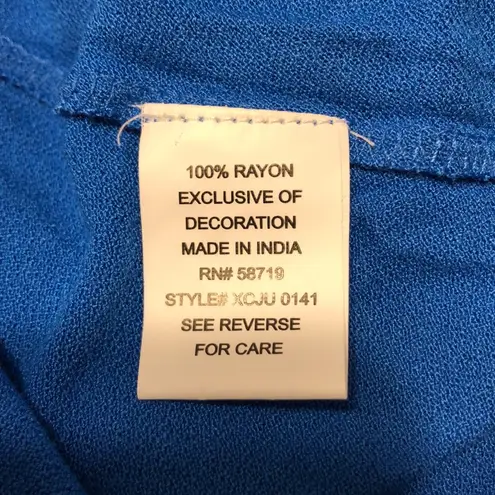 100% RAYON
EXCLUSIVE OF
DECORATION
MADE IN INDIA
RN# 58719
STYLE# XCJU 0141
SEE REVERSE
FOR CARE